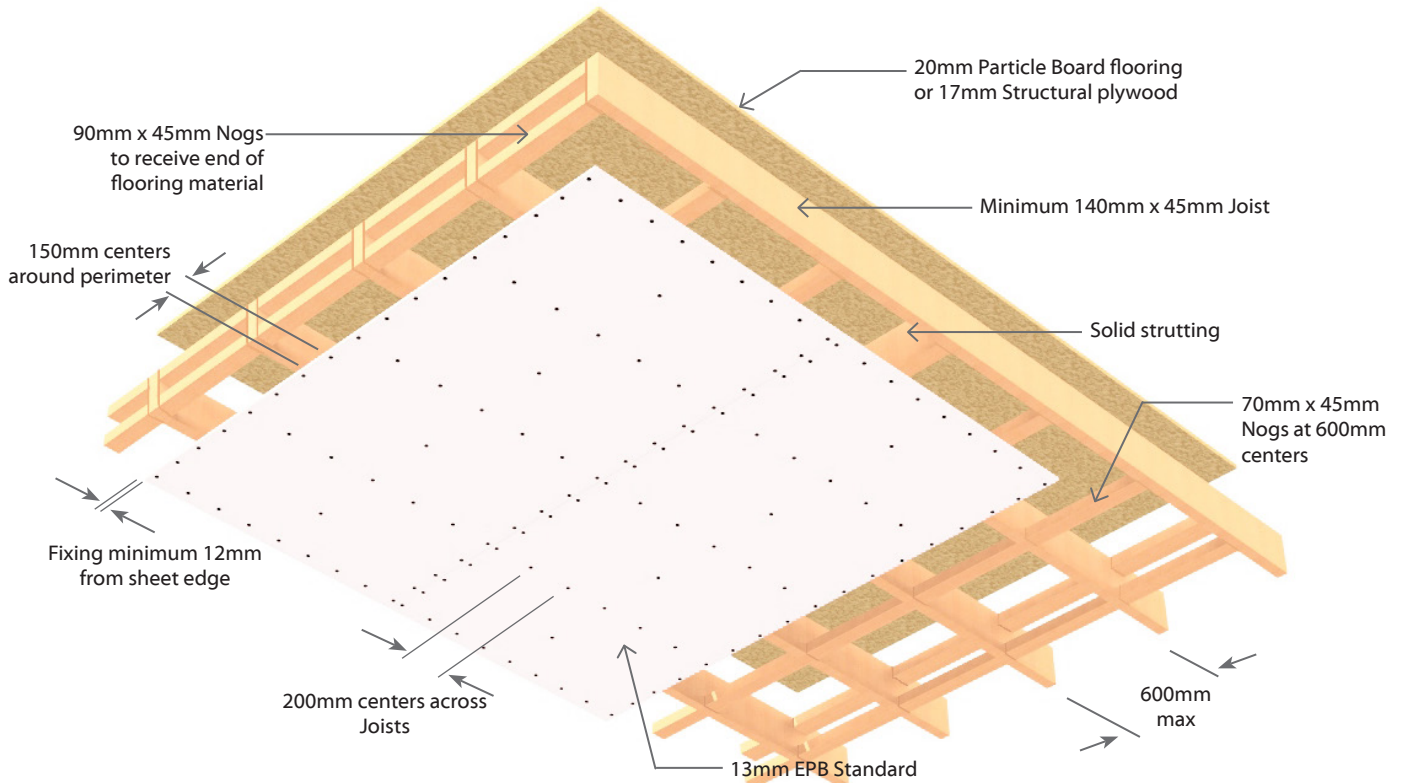 20mm Particle Board flooring
or 17mm Structural plywood
90mm x 45mm Nogs
to receive end of
flooring material
Minimum 140mm x 45mm Joist
150mm centers
around perimeter
Solid strutting
70mm x 45mm
Nogs at 600mm
centers
Fixing minimum 12mm
from sheet edge
200mm centers across
Joists
600mm
max
13mm EPB Standard